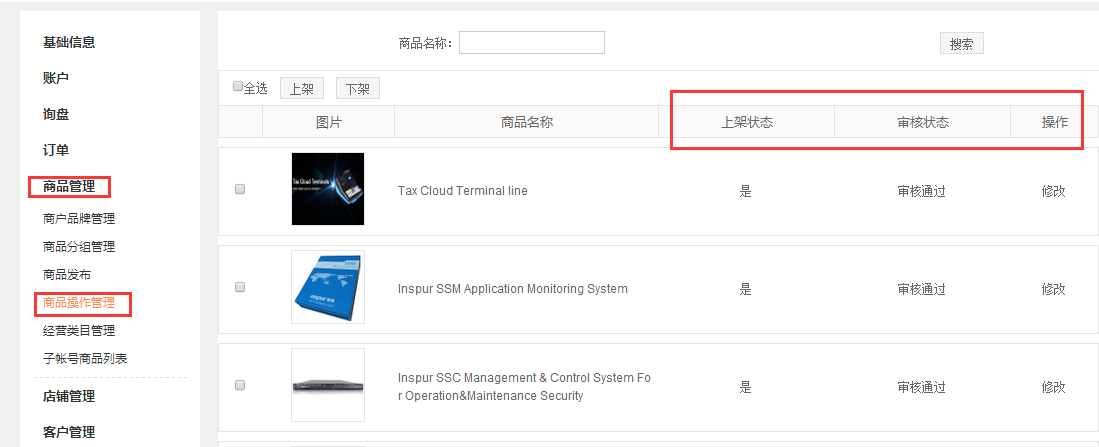 基础信息
账户
询盘
订单
商品管理
商户品牌管理
商品分组管理
商品发布
商品操作管理
经营类目管理
子帐号商品列表
店铺管理
客户管理
商品名称：
搜索
全选 上架 下架
图片 商品名称 上架状态 审核状态 操作
Tax Cloud Terminals
Tax Cloud Terminal line 是 审核通过 修改
inspur 浪潮
Inspur SSM Application Monitoring System 是 审核通过 修改
Inspur SSC Management & Control System Fo
r Operation&Maintenance Security 是 审核通过 修改